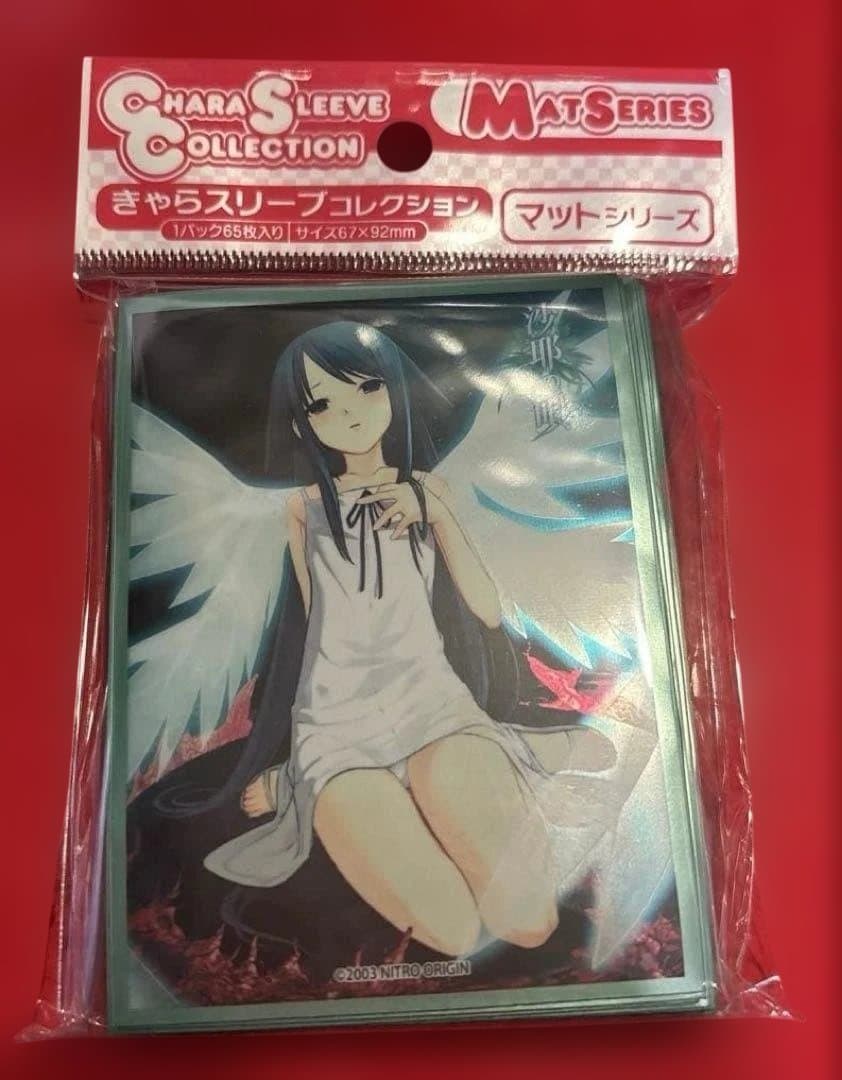 CHARA SLEEVE COLLECTION
MAT SERIES
きゃらスリーブコレクション
マットシリーズ
1パック65枚入り サイズ67×92mm
沙耶の唄
©2003 NITRO ORIGIN